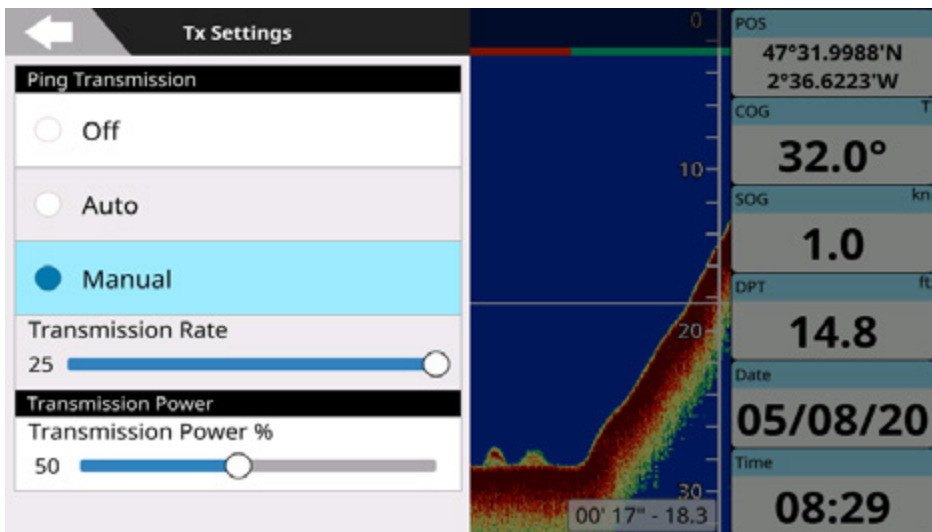 Tx Settings
Ping Transmission
Off
Auto
Manual
Transmission Rate
25
Transmission Power
Transmission Power %
50
0
10
20
30
00' 17" - 18.3
POS
47°31.9988'N
2°36.6223'W
COG T
32.0°
SOG kn
1.0
DPT ft
14.8
Date
05/08/20
Time
08:29